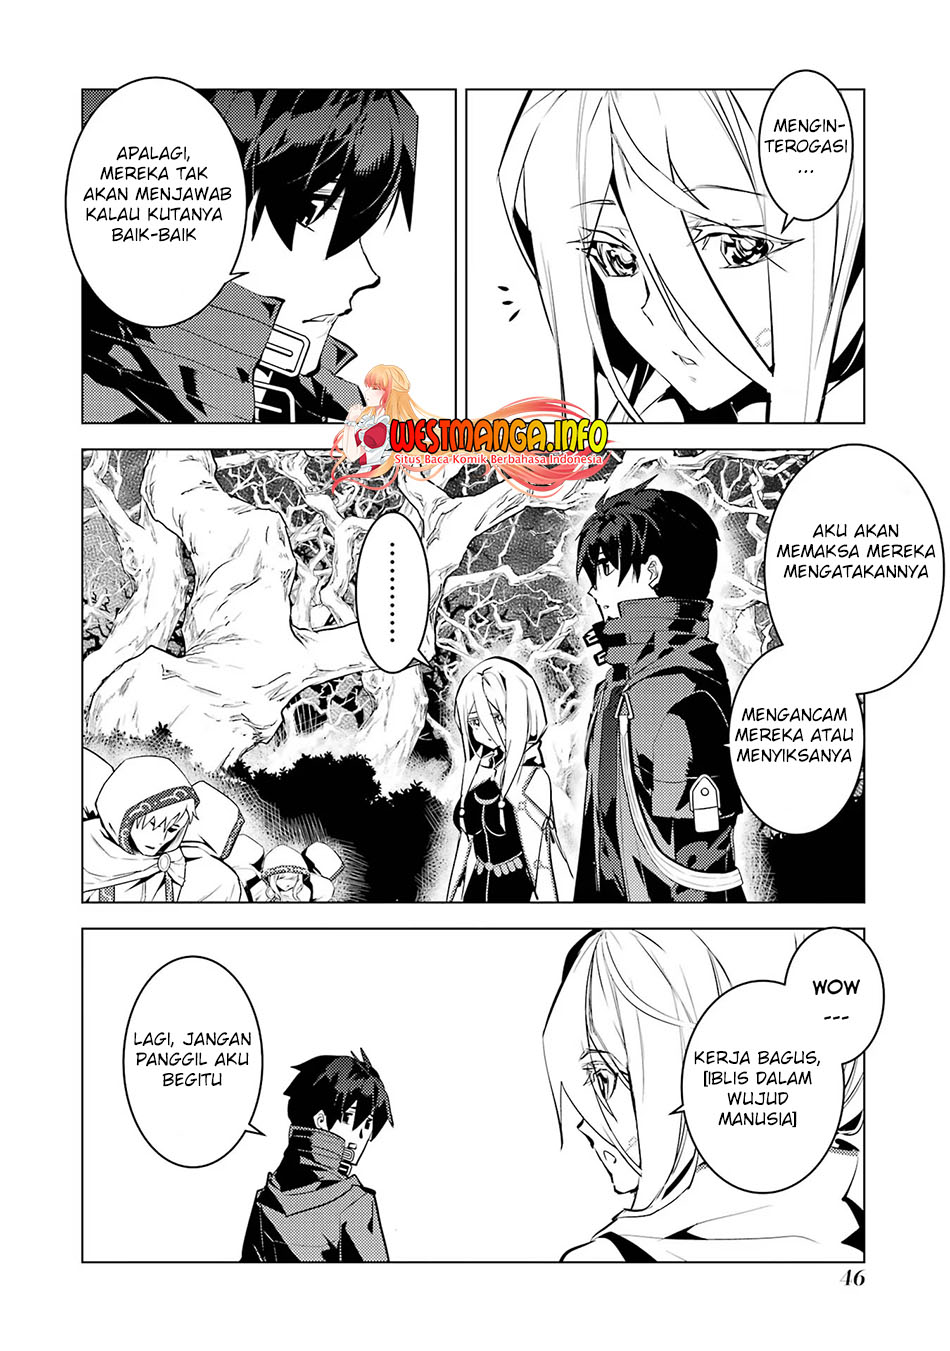 MENGIN-
TEROGASI
...
APALAGI,
MEREKA TAK
AKAN MENJAWAB
KALAU KUTANYA
BAIK-BAIK
WESTMANGA.INFO
Situs Baca Komik Berbahasa Indonesia
AKU AKAN
MEMAKSA MEREKA
MENGATAKANNYA
MENGANCAM
MEREKA ATAU
MENYIKSANYA
..........
WOW
---
KERJA BAGUS,
[IBLIS DALAM
WUJUD
MANUSIA]
LAGI, JANGAN
PANGGIL AKU
BEGITU
46